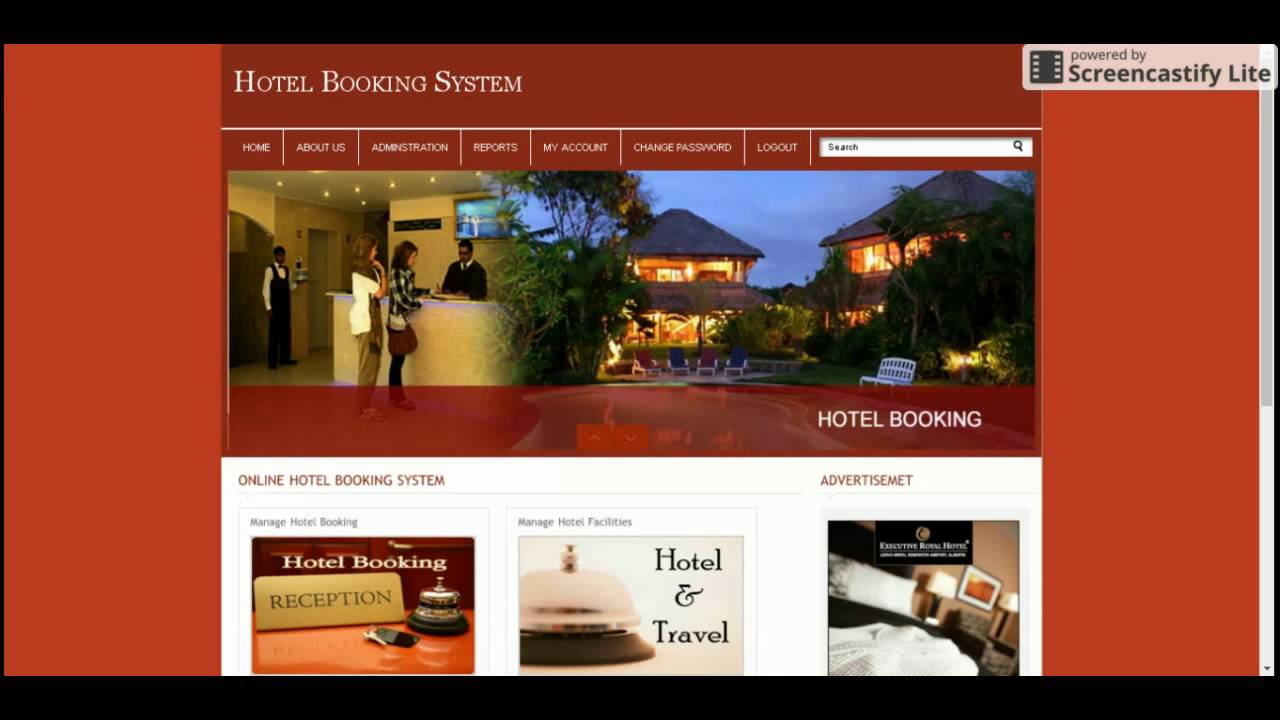 powered by
Screencastify Lite
HOTEL BOOKING SYSTEM
HOME ABOUT US ADMINSTRATION REPORTS MY ACCOUNT CHANGE PASSWORD LOGOUT Search
HOTEL BOOKING
ONLINE HOTEL BOOKING SYSTEM
ADVERTISEMET
Manage Hotel Booking
Manage Hotel Facilities
Hotel Booking
RECEPTION
Hotel
&
Travel
EXECUTIVE ROYAL HOTEL